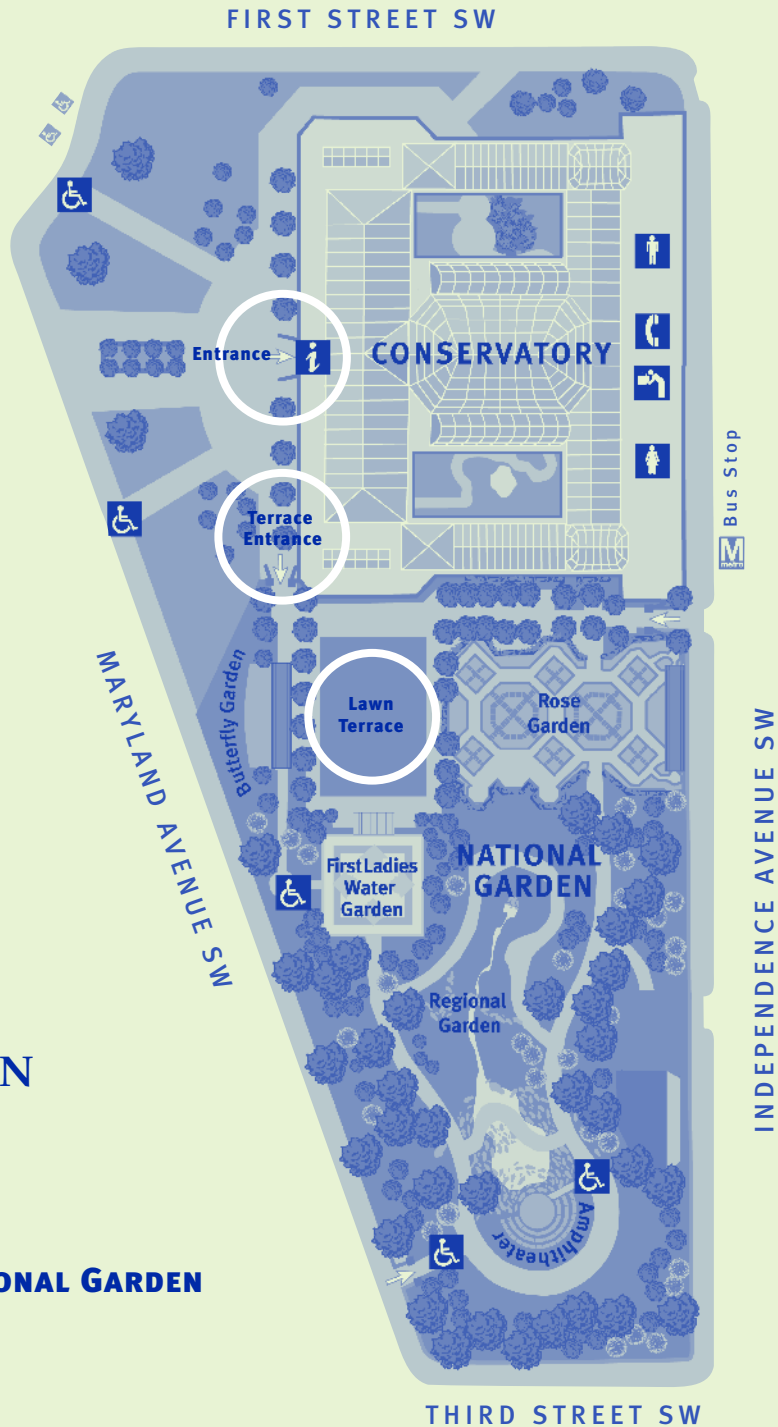 FIRST STREET SW
Entrance
i
CONSERVATORY
Terrace
Entrance
Bus Stop
M
metro
MARYLAND AVENUE SW
Butterfly Garden
Lawn
Terrace
Rose
Garden
INDEPENDENCE AVENUE SW
First Ladies
Water
Garden
NATIONAL
GARDEN
Regional
Garden
N
Amphitheater
ONAL GARDEN
THIRD STREET SW